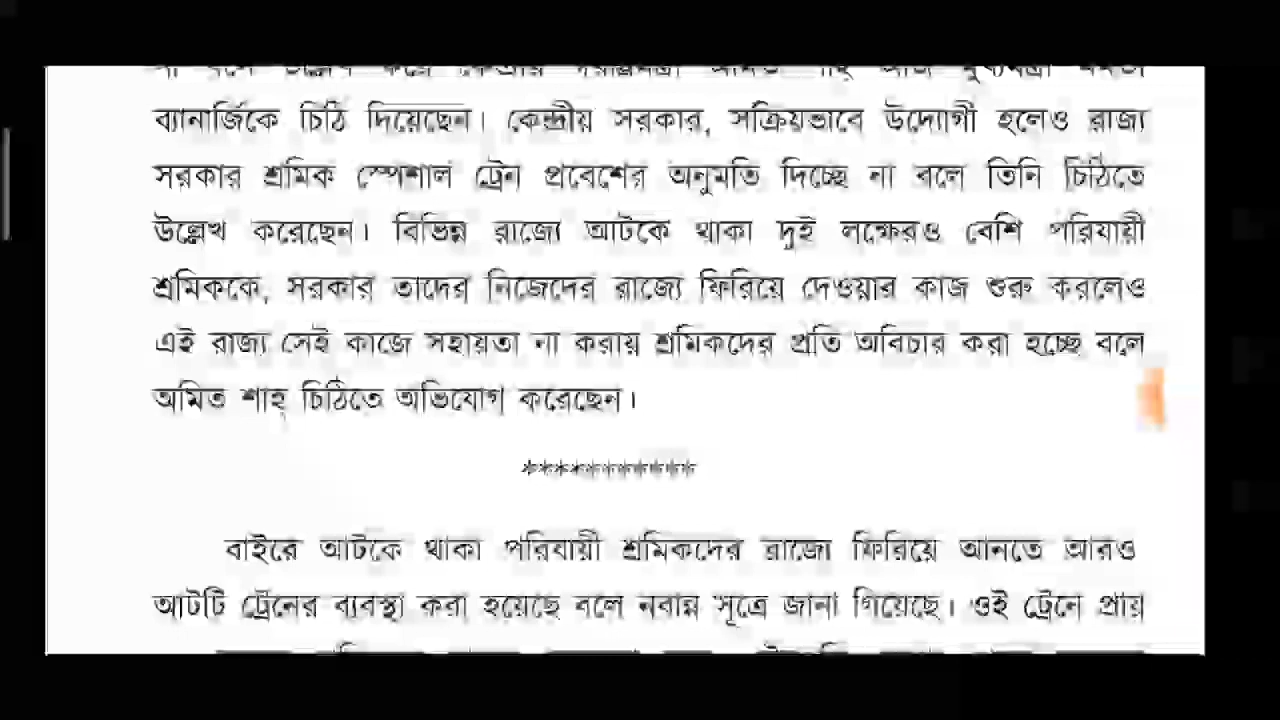 ব্যানার্জিকে চিঠি দিয়েছেন। কেন্দ্রীয় সরকার, সক্রিয়ভাবে উদ্যোগী হলেও রাজ্য
সরকার শ্রমিক স্পেশাল ট্রেন প্রবেশের অনুমতি দিচ্ছে না বলে তিনি চিঠিতে
উল্লেখ করেছেন। বিভিন্ন রাজ্যে আটকে থাকা দুই লক্ষেরও বেশি পরিযায়ী
শ্রমিককে, সরকার তাদের নিজেদের রাজ্যে ফিরিয়ে দেওয়ার কাজ শুরু করলেও
এই রাজ্য সেই কাজে সহায়তা না করায় শ্রমিকদের প্রতি অবিচার করা হচ্ছে বলে
অমিত শাহ্ চিঠিতে অভিযোগ করেছেন।
***********
বাইরে আটকে থাকা পরিযায়ী শ্রমিকদের রাজ্যে ফিরিয়ে আনতে আরও
আটটি ট্রেনের ব্যবস্থা করা হয়েছে বলে নবান্ন সূত্রে জানা গিয়েছে। ওই ট্রেনে প্রায়